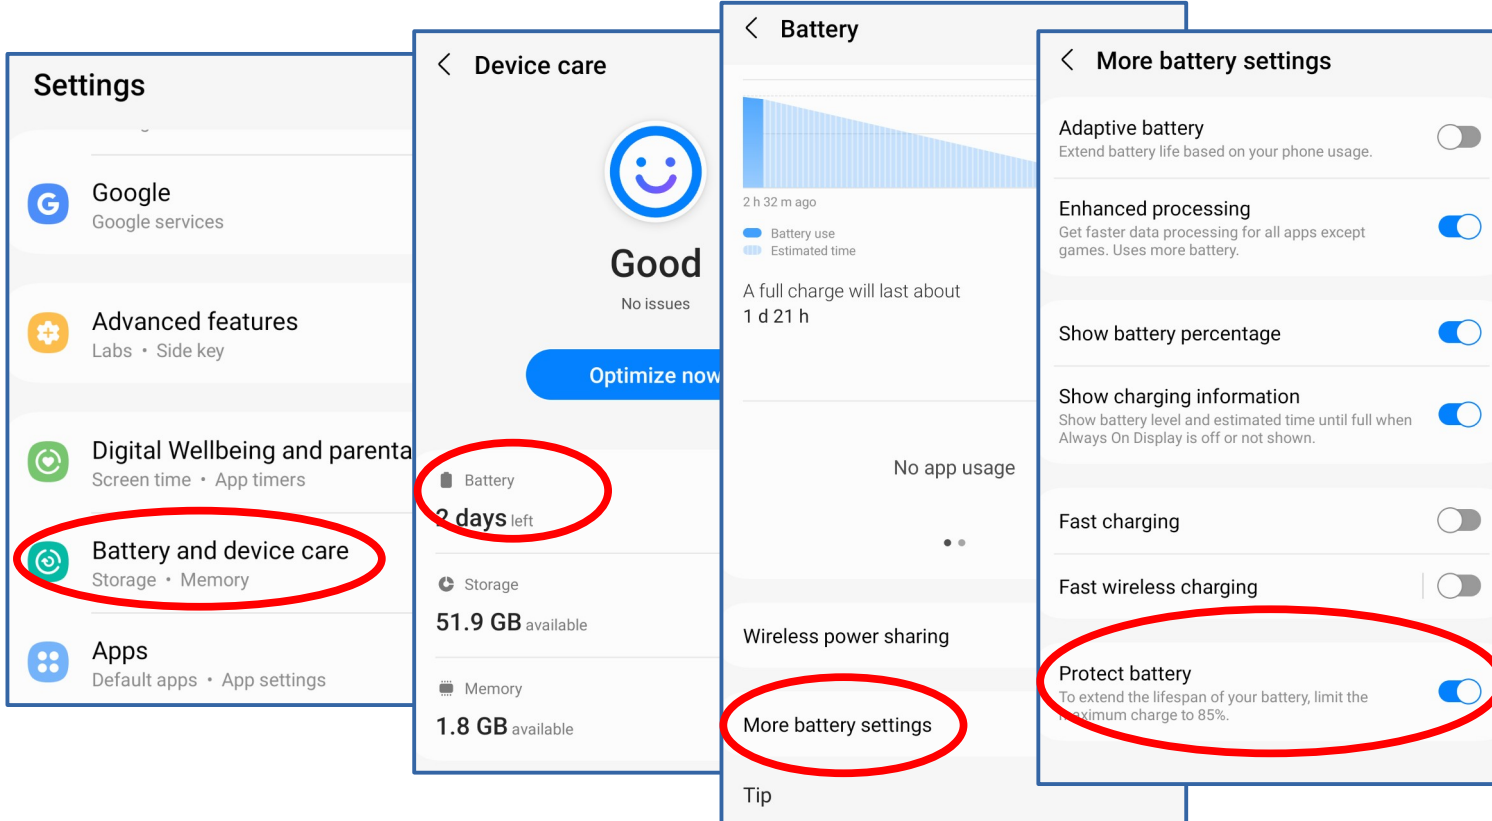 Settings
Google
Google services
Advanced features
Labs • Side key
Digital Wellbeing and parenta
Screen time • App timers
Battery and device care
Storage • Memory
Apps
Default apps • App settings
Device care
Good
No issues
Optimize now
Battery
2 days left
Storage
51.9 GB available
Memory
1.8 GB available
Battery
2 h 32 m ago
Battery use
Estimated time
A full charge will last about
1 d 21 h
No app usage
Wireless power sharing
More battery settings
Tip
More battery settings
Adaptive battery
Extend battery life based on your phone usage.
Enhanced processing
Get faster data processing for all apps except
games. Uses more battery.
Show battery percentage
Show charging information
Show battery level and estimated time until full when
Always On Display is off or not shown.
Fast charging
Fast wireless charging
Protect battery
To extend the lifespan of your battery, limit the
maximum charge to 85%.